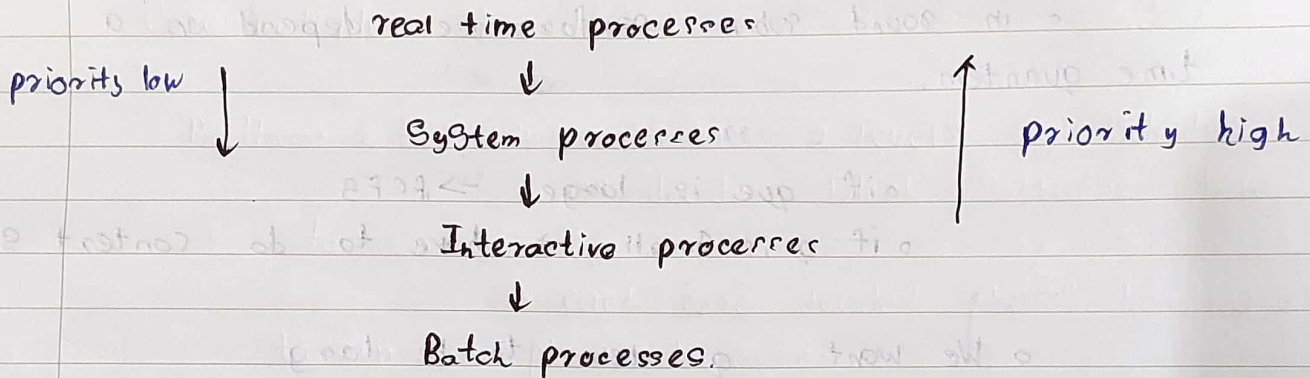 real time processes
↓
priority low ↓
System processes
↑ priority high
↓
Interactive processes
↓
Batch processes.